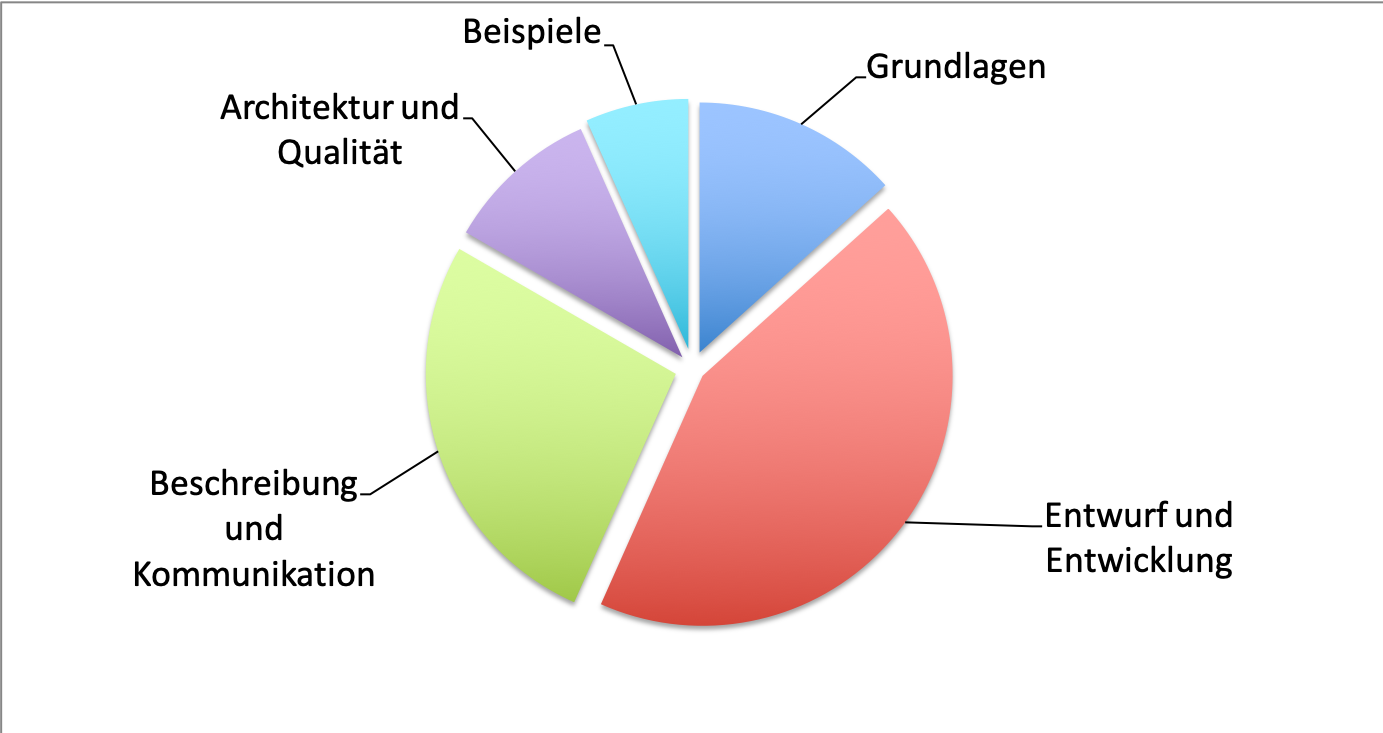 Beispiele
Grundlagen
Architektur und
Qualität
Beschreibung
und
Kommunikation
Entwurf und
Entwicklung